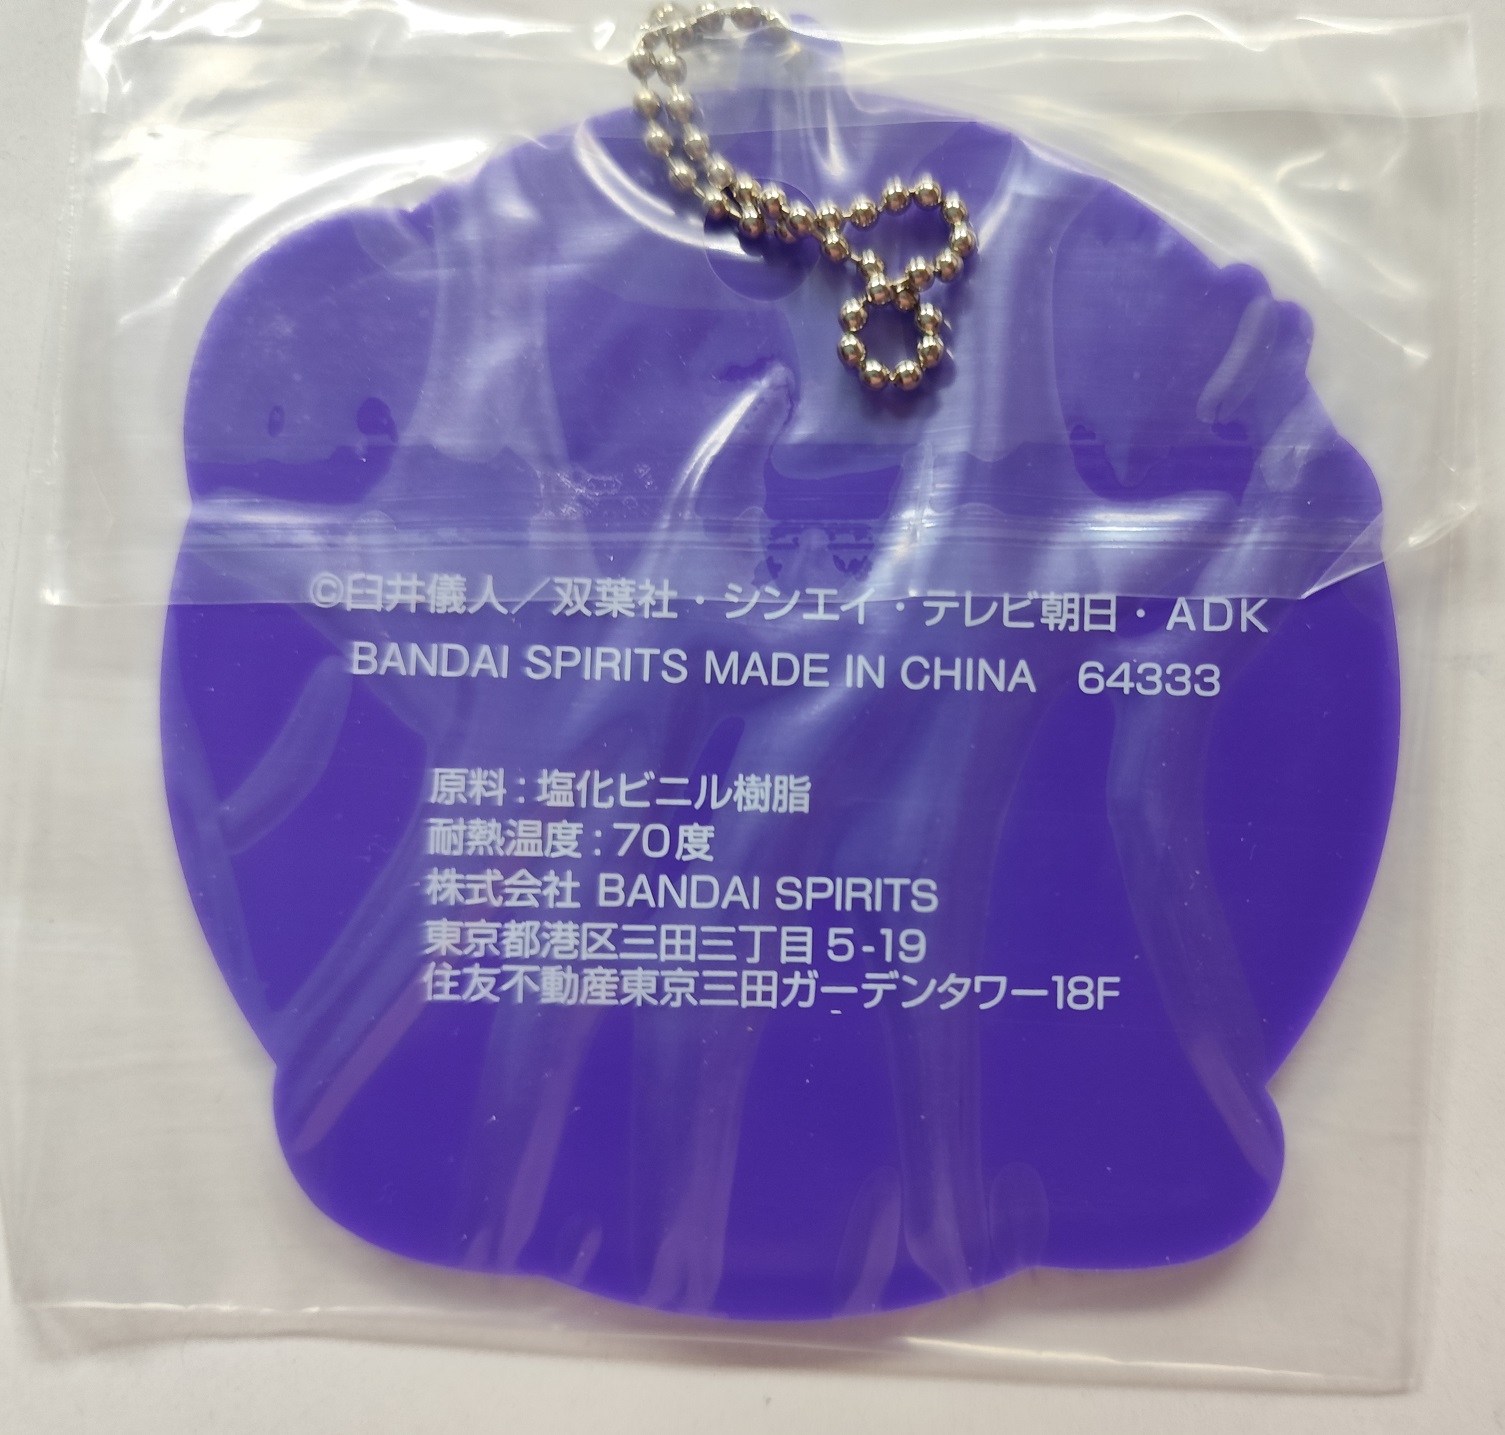 ©臼井儀人／双葉社・シンエイ・テレビ朝日・ADK
BANDAI SPIRITS MADE IN CHINA　64333
原料：塩化ビニル樹脂
耐熱温度：70度
株式会社 BANDAI SPIRITS
東京都港区三田三丁目5-19
住友不動産東京三田ガーデンタワー18F